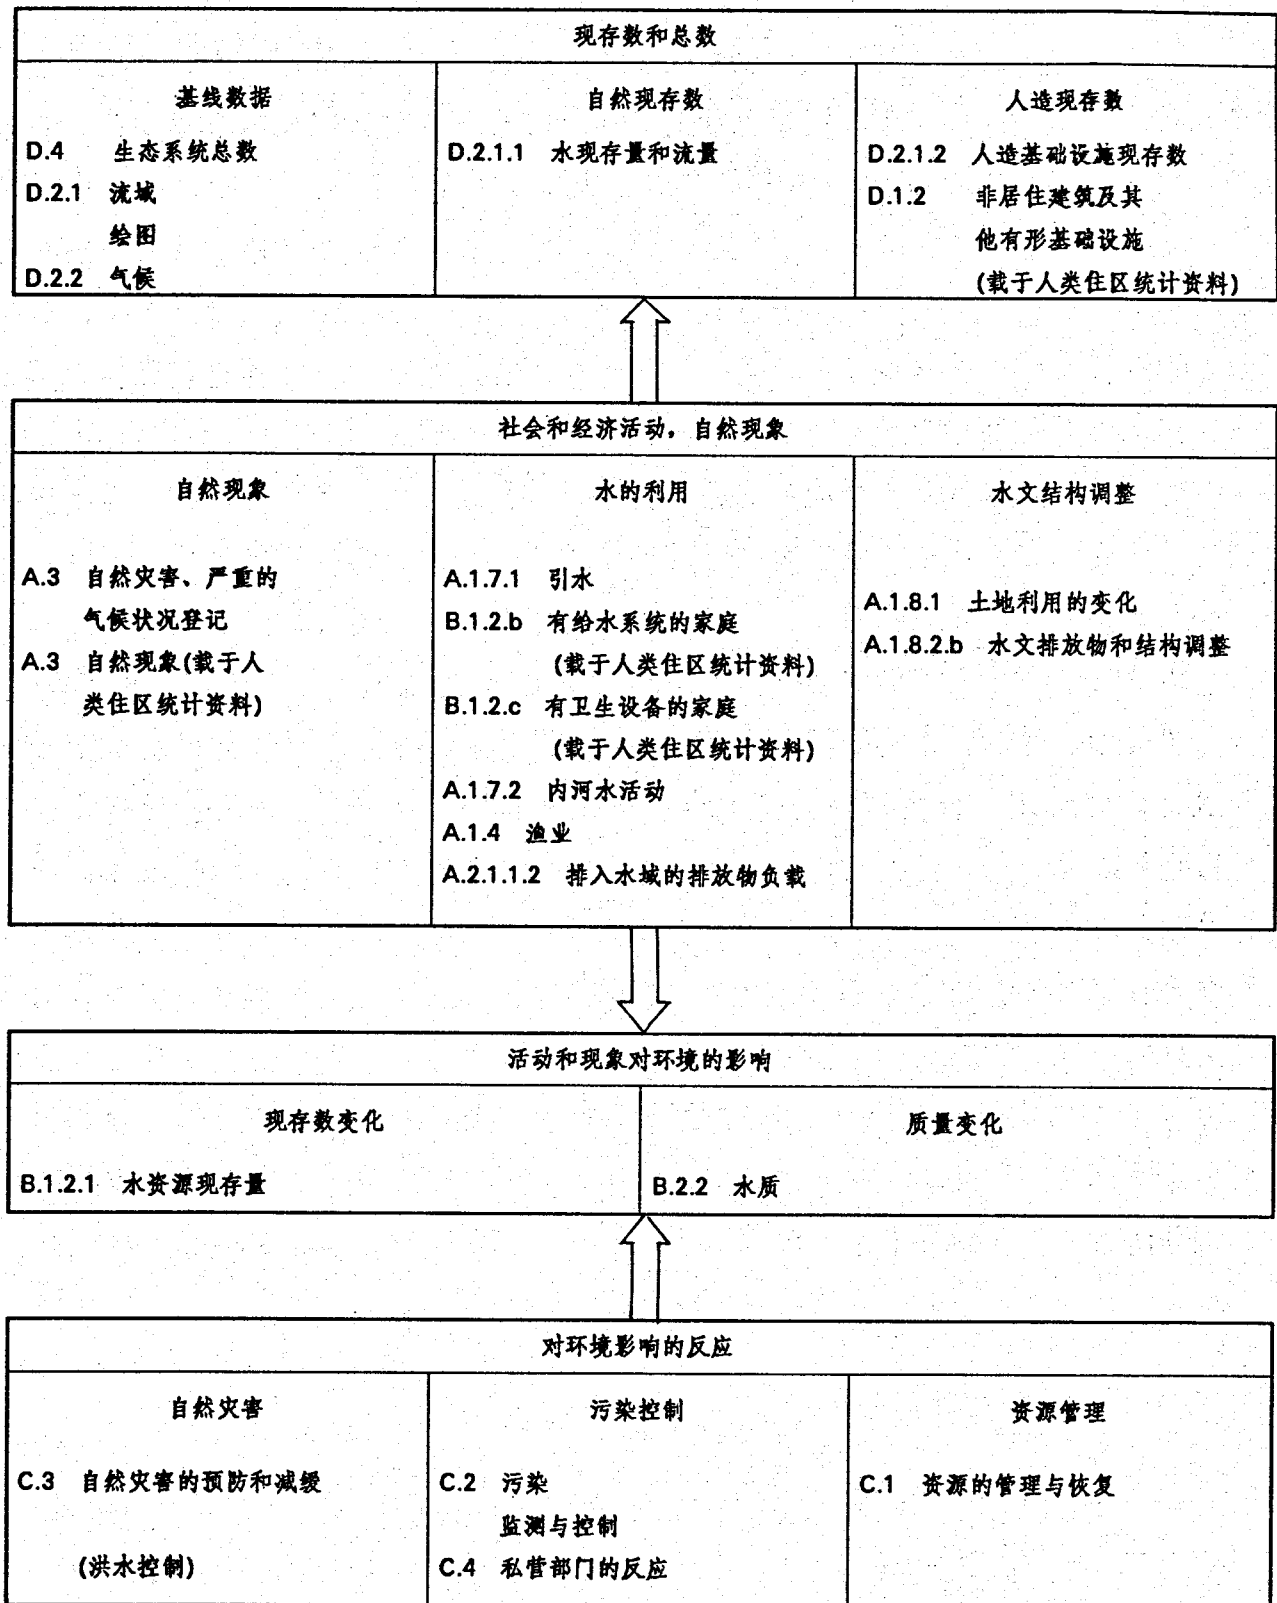 现存数和总数
基线数据
D.4 生态系统总数
D.2.1 流域
绘图
D.2.2 气候
自然现存数
D.2.1.1 水现存量和流量
人造现存数
D.2.1.2 人造基础设施现存数
D.1.2 非居住建筑及其
他有形基础设施
(载于人类住区统计资料)
社会和经济活动，自然现象
自然现象
A.3 自然灾害、严重的
气候状况登记
A.3 自然现象(载于人
类住区统计资料)
水的利用
A.1.7.1 引水
B.1.2.b 有给水系统的家庭
(载于人类住区统计资料)
B.1.2.c 有卫生设备的家庭
(载于人类住区统计资料)
A.1.7.2 内河水活动
A.1.4 渔业
A.2.1.1.2 排入水域的排放物负载
水文结构调整
A.1.8.1 土地利用的变化
A.1.8.2.b 水文排放物和结构调整
活动和现象对环境的影响
现存数变化
B.1.2.1 水资源现存量
质量变化
B.2.2 水质
对环境影响的反应
自然灾害
C.3 自然灾害的预防和减缓
(洪水控制)
污染控制
C.2 污染
监测与控制
C.4 私营部门的反应
资源管理
C.1 资源的管理与恢复